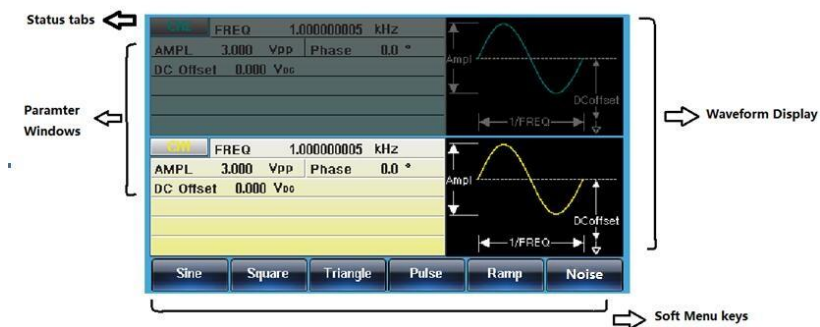 Status tabs
CH2 FREQ 1.000000005 kHz
AMPL 3.000 VPP Phase 0.0 °
DC Offset 0.000 VDC
Ampl
DCoffset
1/FREQ
Paramter
Windows
Waveform Display
FREQ 1.000000005 kHz
AMPL 3.000 VPP Phase 0.0 °
DC Offset 0.000 VDC
Ampl
DCoffset
1/FREQ
Sine Square Triangle Pulse Ramp Noise
Soft Menu keys